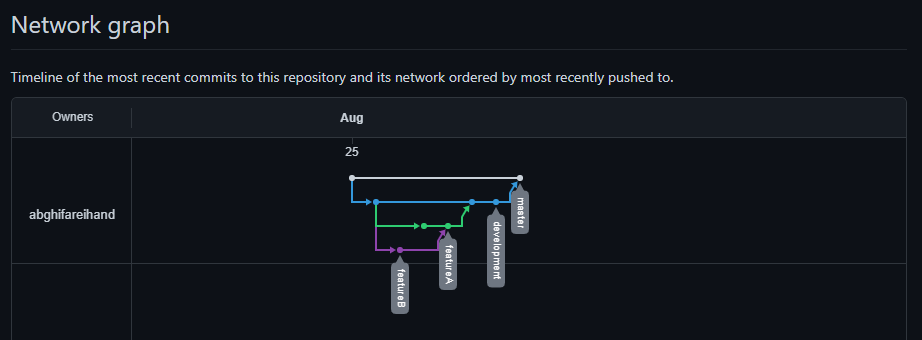 Network graph
Timeline of the most recent commits to this repository and its network ordered by most recently pushed to.
Owners
Aug
25
abghifareihand
master
development
featureA
featureB